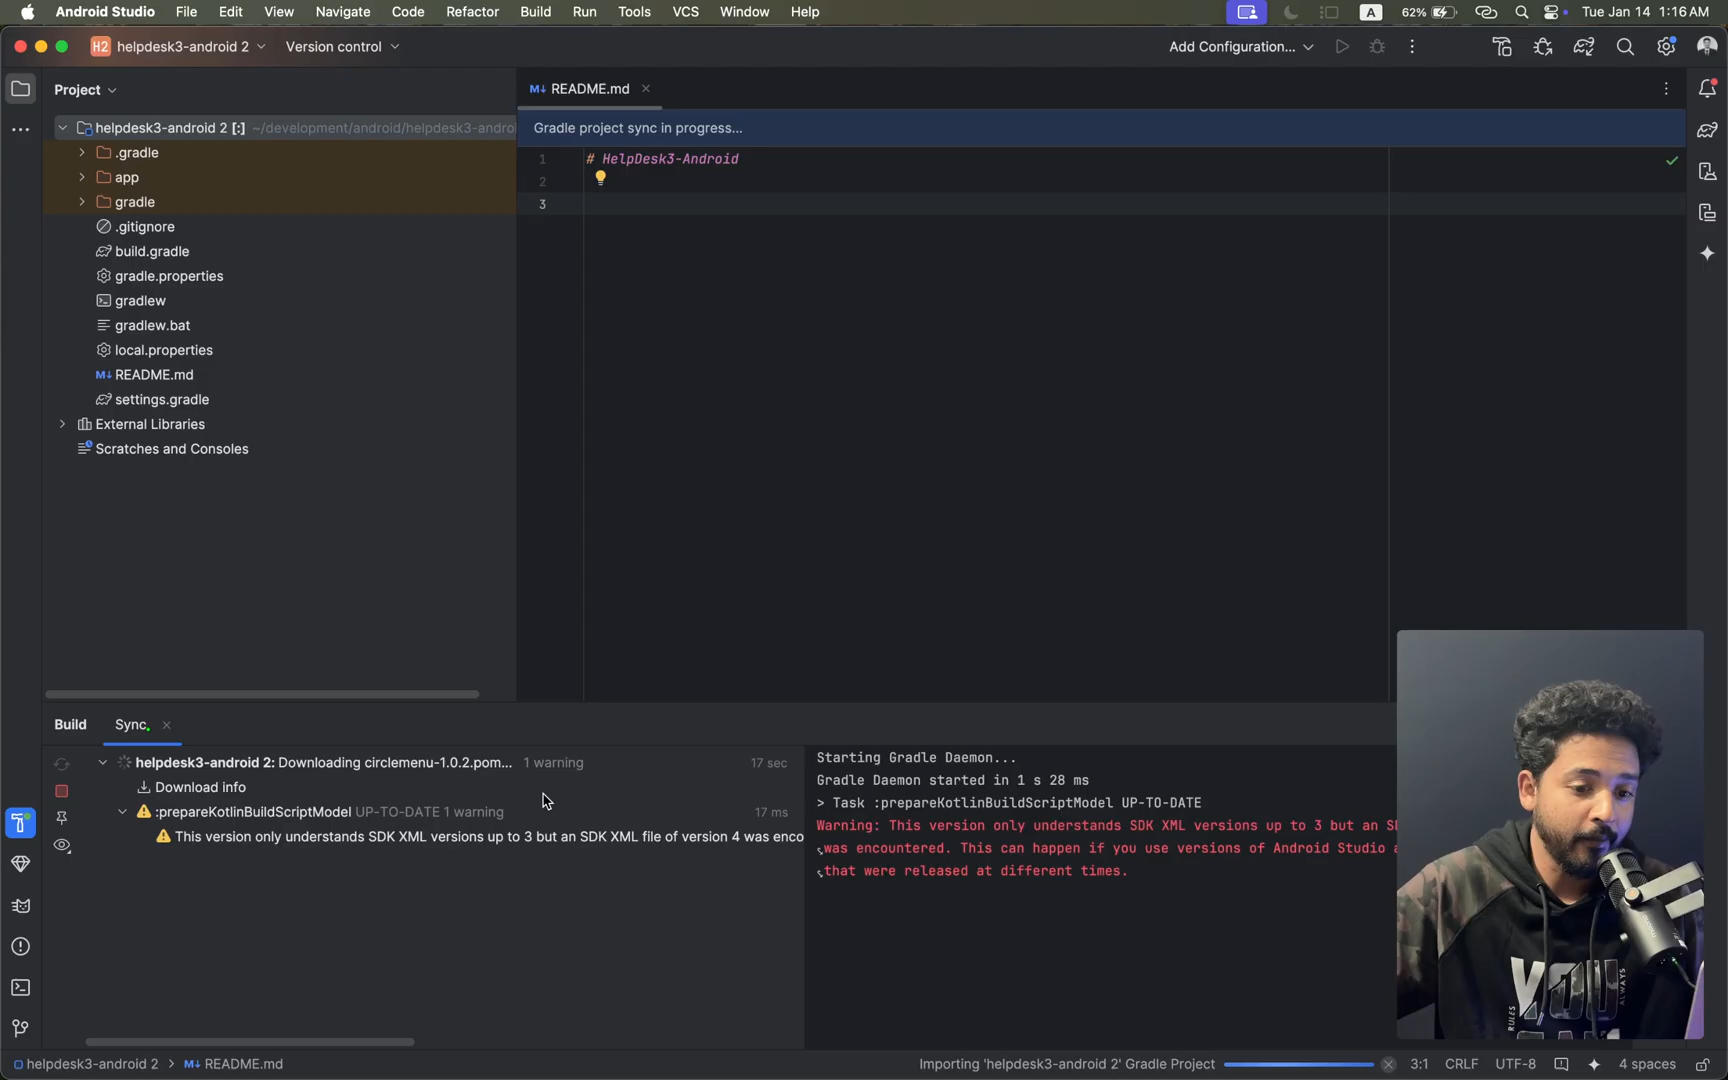 Android Studio File Edit View Navigate Code Refactor Build Run Tools VCS Window Help A 62% Tue Jan 14 1:16 AM
H2 helpdesk3-android 2 Version control Add Configuration...
Project
M↓ README.md
helpdesk3-android 2 [:] ~/development/android/helpdesk3-andro
Gradle project sync in progress...
.gradle
app
gradle
.gitignore
build.gradle
gradle.properties
gradlew
gradlew.bat
local.properties
M↓ README.md
settings.gradle
External Libraries
Scratches and Consoles
1 # HelpDesk3-Android
2
3
Build Sync
helpdesk3-android 2: Downloading circlemenu-1.0.2.pom... 1 warning 17 sec
Download info
:prepareKotlinBuildScriptModel UP-TO-DATE 1 warning 17 ms
This version only understands SDK XML versions up to 3 but an SDK XML file of version 4 was enco
Starting Gradle Daemon...
Gradle Daemon started in 1 s 28 ms
> Task :prepareKotlinBuildScriptModel UP-TO-DATE
Warning: This version only understands SDK XML versions up to 3 but an S
was encountered. This can happen if you use versions of Android Studio a
that were released at different times.
YOU
RULES
ALWAYS
helpdesk3-android 2 > M↓ README.md Importing 'helpdesk3-android 2' Gradle Project 3:1 CRLF UTF-8 4 spaces